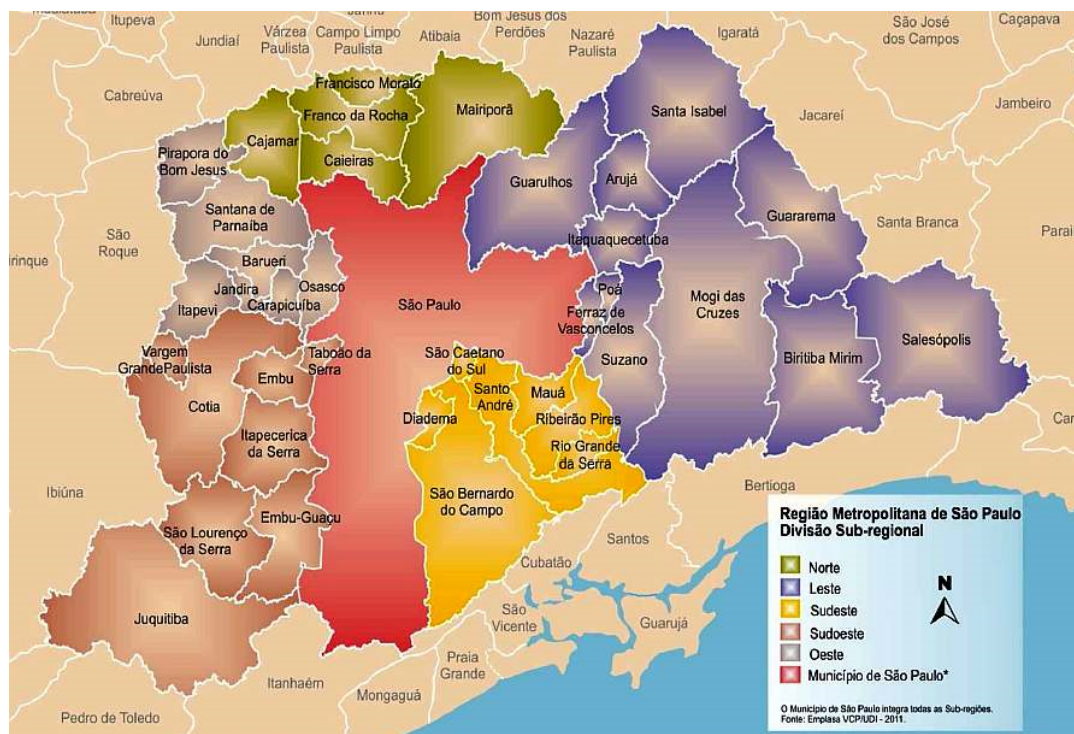 Itupeva
Jundiaí
Várzea
Paulista
Campo Limpo
Paulista
Atibaia
Bom Jesus dos
Perdões
Nazaré
Paulista
Igaratá
São José
dos Campos
Caçapava
Cabreúva
Francisco Morato
Franco da Rocha
Mairiporã
Santa Isabel
Jacareí
Jambeiro
Cajamar
Caieiras
Pirapora do
Bom Jesus
Guarulhos
Arujá
Santana de
Parnaíba
Guararema
Santa Branca
São
Roque
Itaquaquecetuba
Barueri
Jandira
Osasco
Carapicuíba
Itapevi
São Paulo
Poá
Ferraz de
Vasconcelos
Mogi das
Cruzes
Salesópolis
Vargem
GrandePaulista
Taboão da
Serra
São Caetano
do Sul
Suzano
Biritiba Mirim
Embu
Cotia
Santo
André
Mauá
Diadema
Ribeirão Pires
Itapecerica
da Serra
Rio Grande
da Serra
Ibiúna
São Bernardo
do Campo
Bertioga
Embu-Guaçu
São Lourenço
da Serra
Santos
Cubatão
Juquitiba
São
Vicente
Guarujá
Praia
Grande
Itanhaém
Mongaguá
Pedro de Toledo
Região Metropolitana de São Paulo
Divisão Sub-regional
Norte
Leste
Sudeste
Sudoeste
Oeste
Município de São Paulo*
N
O Município de São Paulo integra todas as Sub-regiões.
Fonte: Emplasa VCP/UDI - 2011.